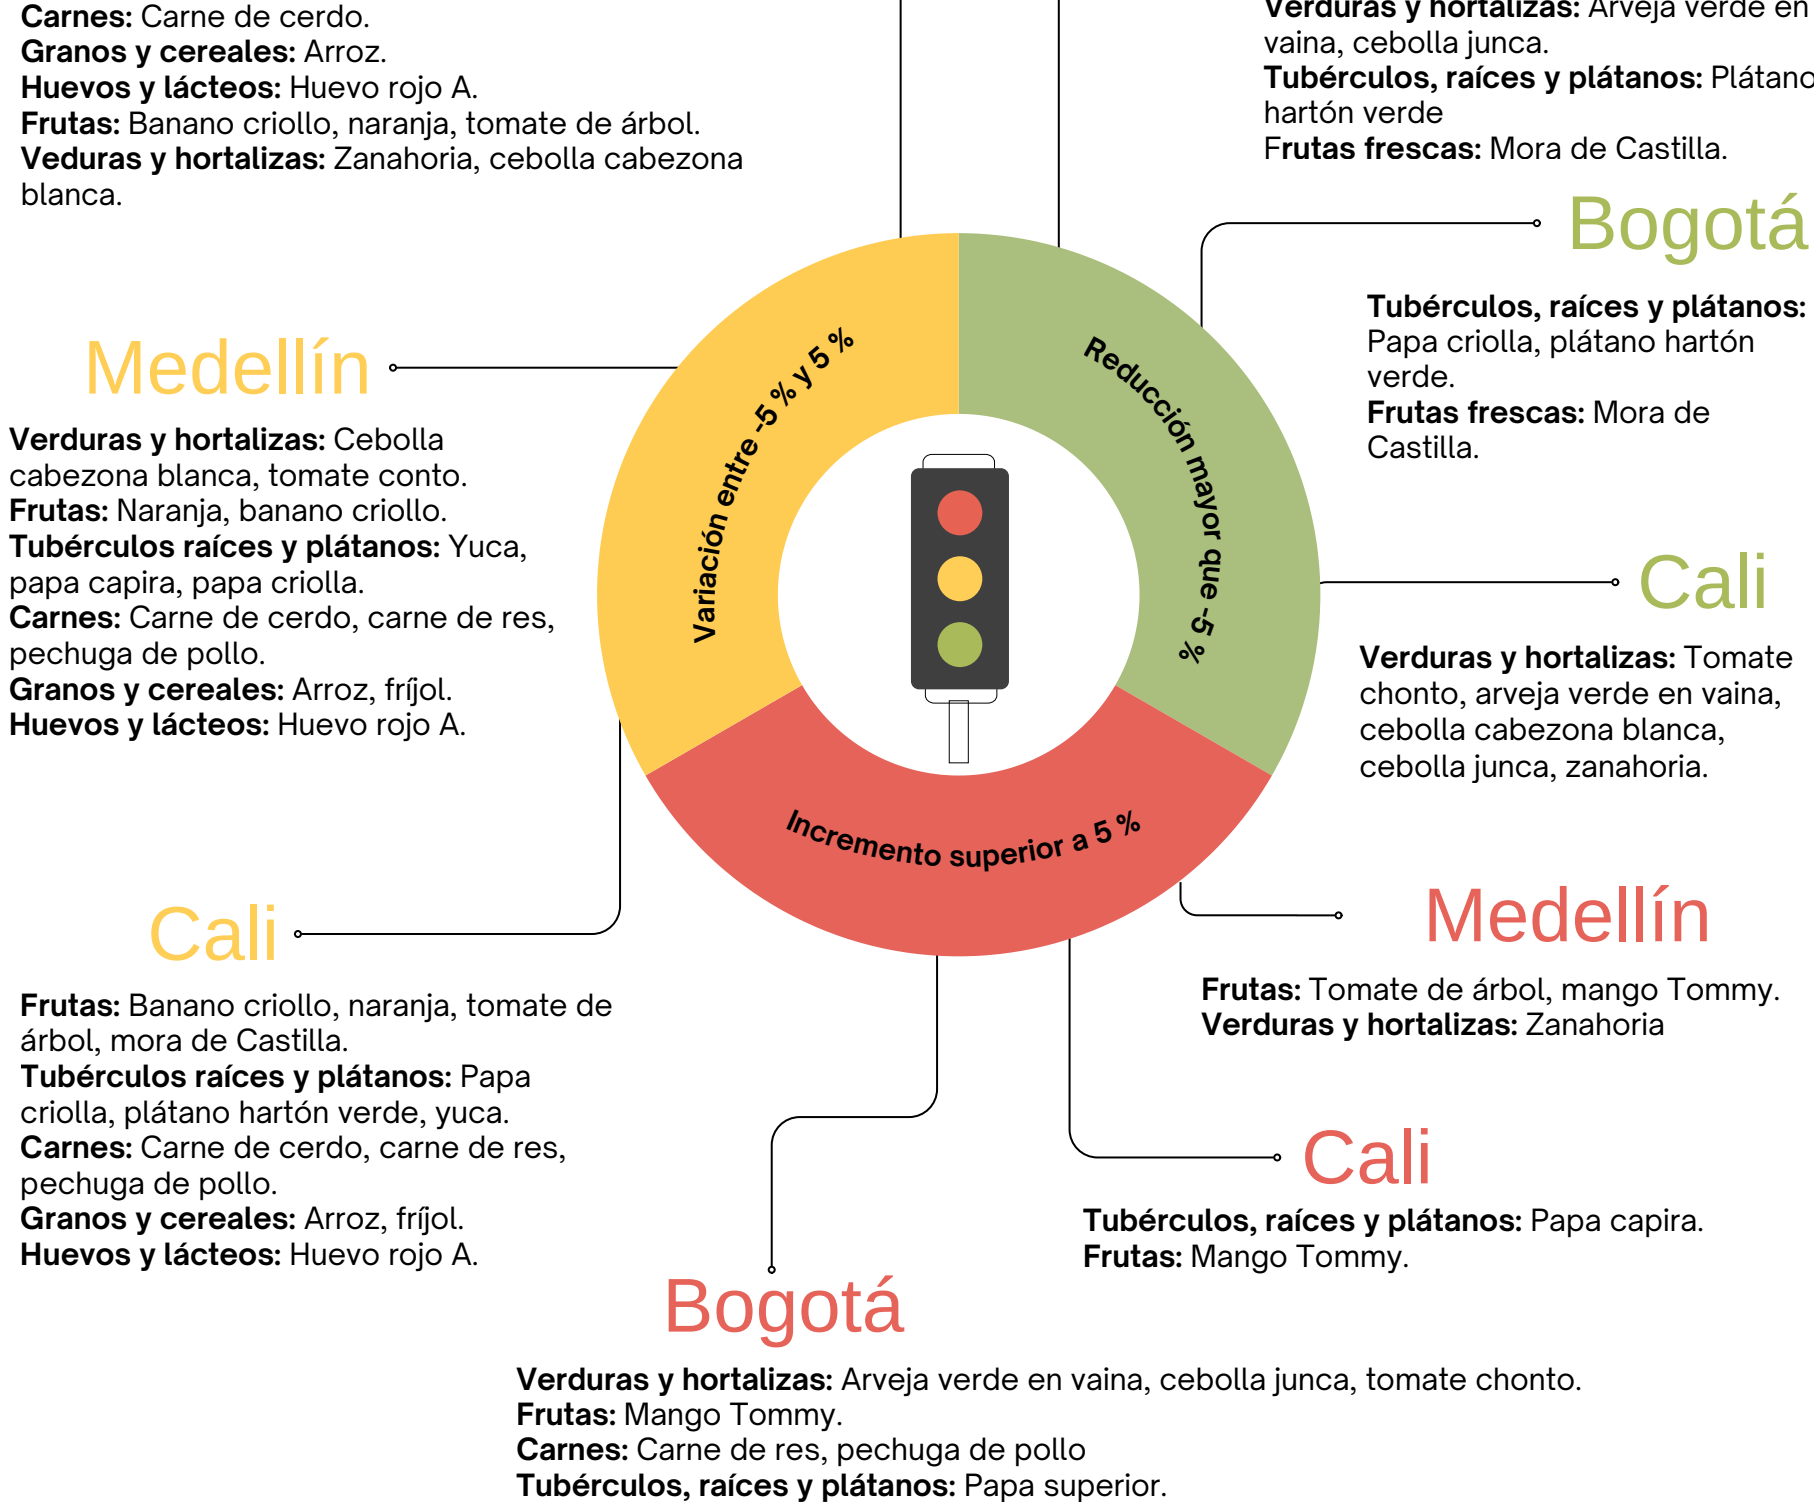 Carnes: Carne de cerdo.
Granos y cereales: Arroz.
Huevos y lácteos: Huevo rojo A.
Frutas: Banano criollo, naranja, tomate de árbol.
Veduras y hortalizas: Zanahoria, cebolla cabezona
blanca.
Verduras y hortalizas: Arveja verde en
vaina, cebolla junca.
Tubérculos, raíces y plátanos: Plátano
hartón verde
Frutas frescas: Mora de Castilla.
Bogotá
Tubérculos, raíces y plátanos:
Papa criolla, plátano hartón
verde.
Frutas frescas: Mora de
Castilla.
Medellín
Verduras y hortalizas: Cebolla
cabezona blanca, tomate conto.
Frutas: Naranja, banano criollo.
Tubérculos raíces y plátanos: Yuca,
papa capira, papa criolla.
Carnes: Carne de cerdo, carne de res,
pechuga de pollo.
Granos y cereales: Arroz, fríjol.
Huevos y lácteos: Huevo rojo A.
Variación entre -5 % y 5 %
Reducción mayor que -5 %
Incremento superior a 5 %
Cali
Verduras y hortalizas: Tomate
chonto, arveja verde en vaina,
cebolla cabezona blanca,
cebolla junca, zanahoria.
Cali
Frutas: Banano criollo, naranja, tomate de
árbol, mora de Castilla.
Tubérculos raíces y plátanos: Papa
criolla, plátano hartón verde, yuca.
Carnes: Carne de cerdo, carne de res,
pechuga de pollo.
Granos y cereales: Arroz, fríjol.
Huevos y lácteos: Huevo rojo A.
Medellín
Frutas: Tomate de árbol, mango Tommy.
Verduras y hortalizas: Zanahoria
Cali
Tubérculos, raíces y plátanos: Papa capira.
Frutas: Mango Tommy.
Bogotá
Verduras y hortalizas: Arveja verde en vaina, cebolla junca, tomate chonto.
Frutas: Mango Tommy.
Carnes: Carne de res, pechuga de pollo
Tubérculos, raíces y plátanos: Papa superior.